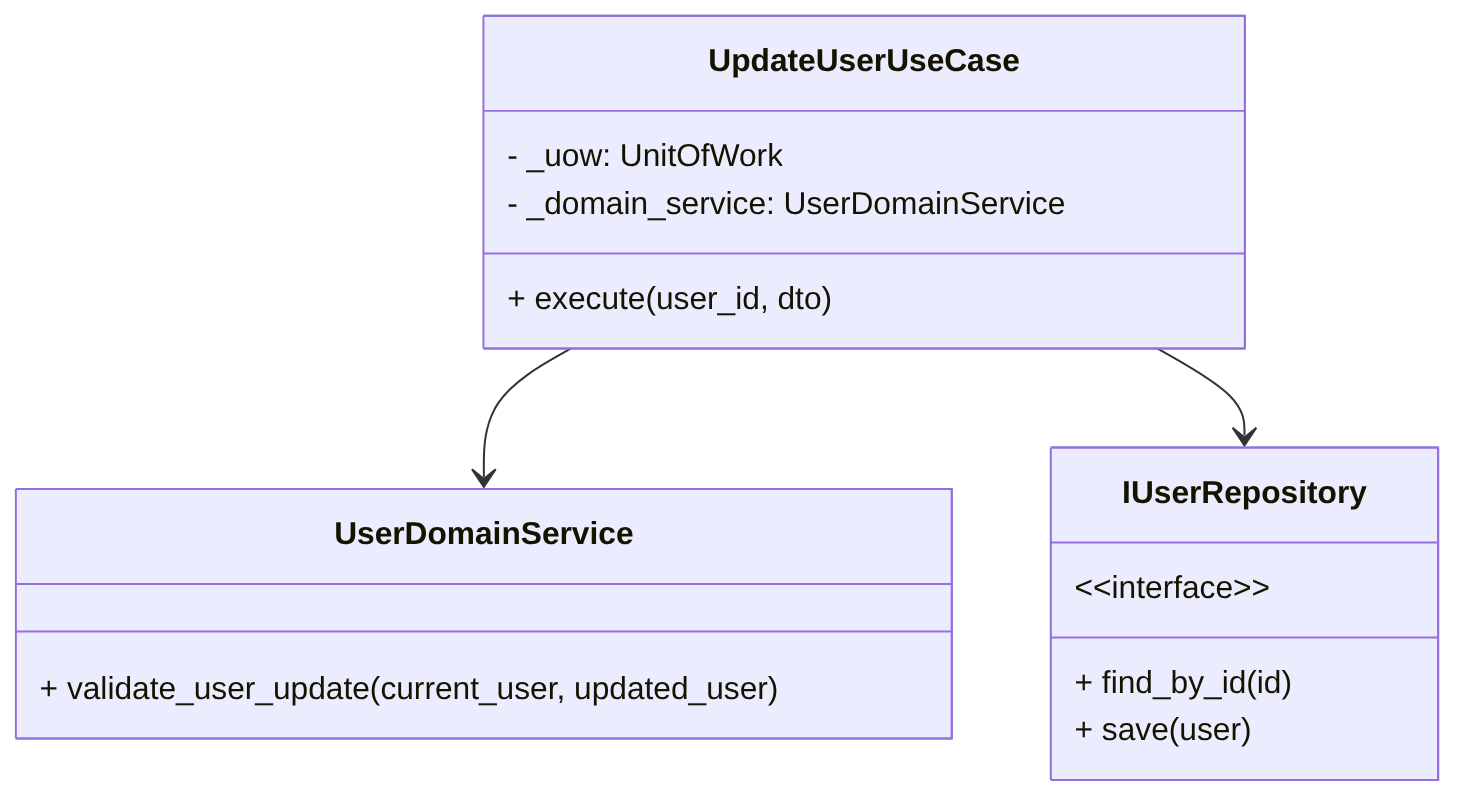 UpdateUserUseCase
- _uow: UnitOfWork
- _domain_service: UserDomainService
+ execute(user_id, dto)
UserDomainService
+ validate_user_update(current_user, updated_user)
IUserRepository
<<interface>>
+ find_by_id(id)
+ save(user)